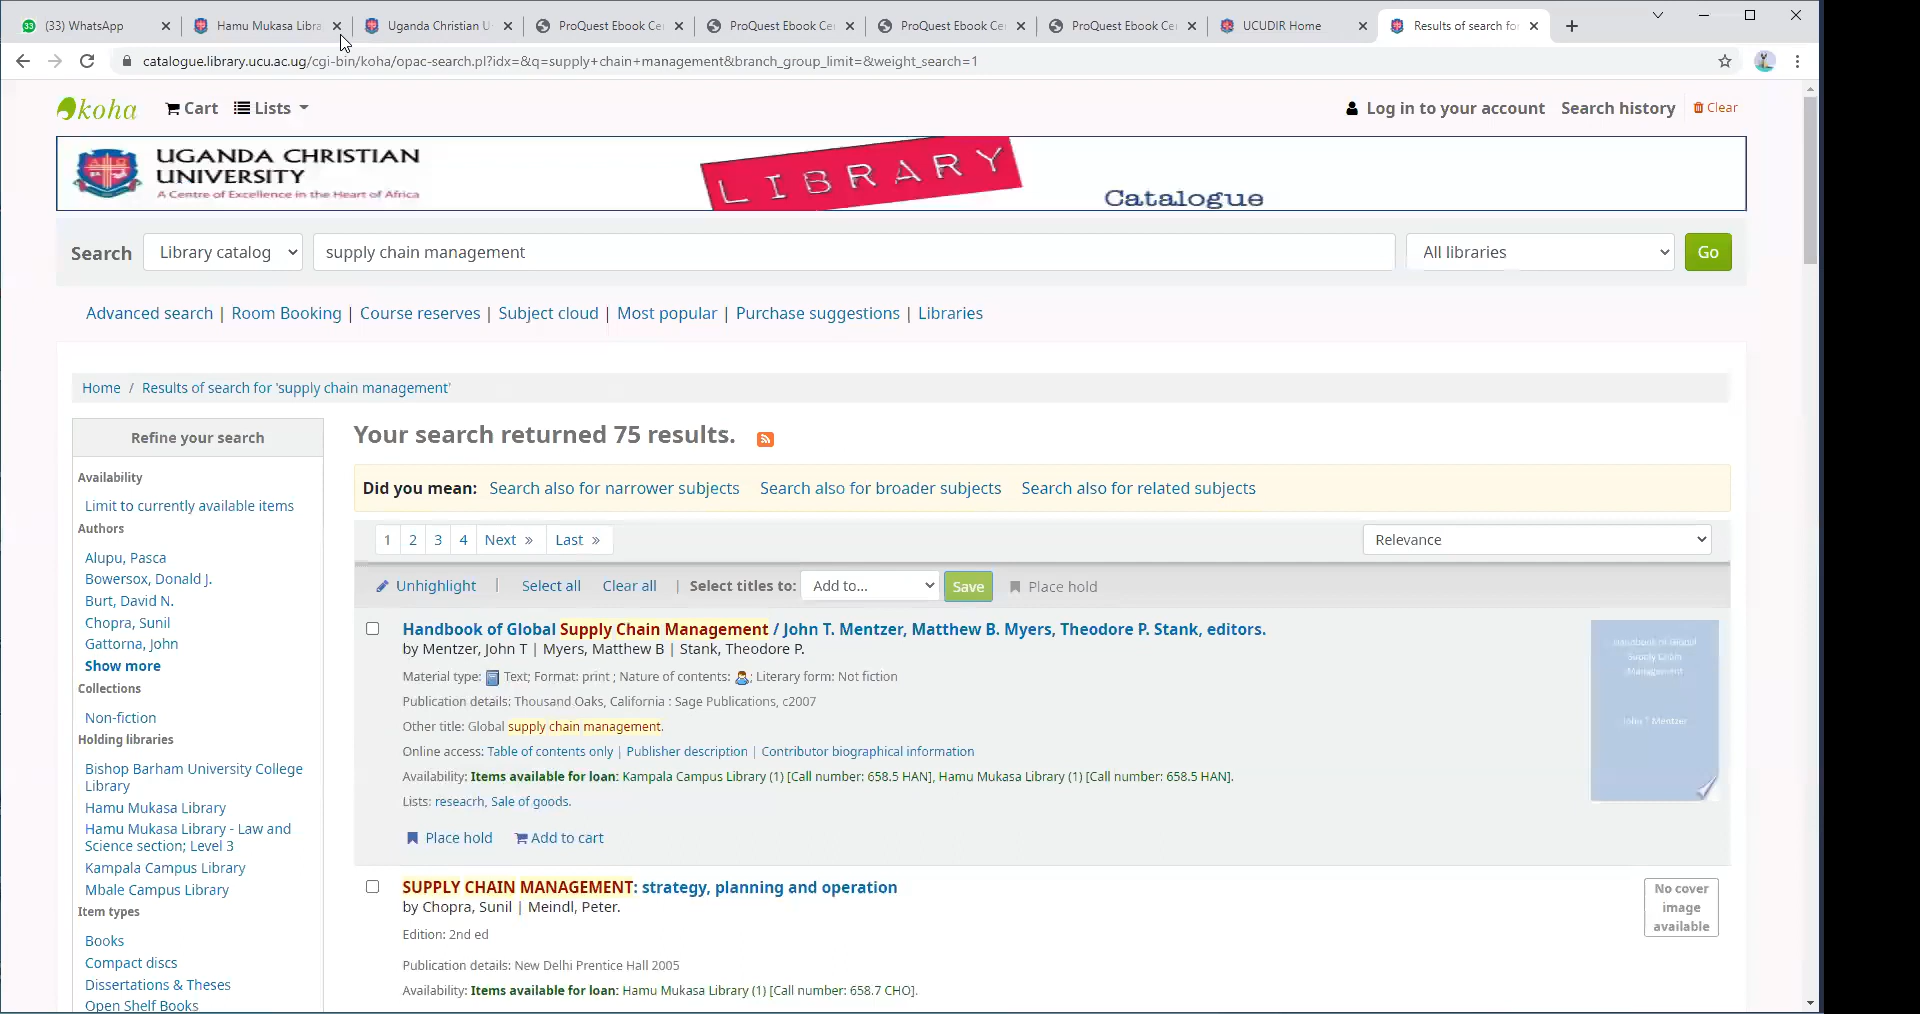 (33) WhatsApp
Hamu Mukasa Libra
Uganda Christian U
ProQuest Ebook Ce
ProQuest Ebook Ce
ProQuest Ebook Ce
ProQuest Ebook Ce
UCUDIR Home
Results of search fo
catalogue.library.ucu.ac.ug/cgi-bin/koha/opac-search.pl?idx=&q=supply+chain+management&branch_group_limit=&weight_search=1
koha Cart Lists Log in to your account Search history Clear
UGANDA CHRISTIAN
UNIVERSITY
A Centre of Excellence in the Heart of Africa
LIBRARY
Catalogue
Search Library catalog supply chain management All libraries Go
Advanced search | Room Booking | Course reserves | Subject cloud | Most popular | Purchase suggestions | Libraries
Home / Results of search for 'supply chain management'
Refine your search
Availability
Limit to currently available items
Authors
Alupu, Pasca
Bowersox, Donald J.
Burt, David N.
Chopra, Sunil
Gattorna, John
Show more
Collections
Non-fiction
Holding libraries
Bishop Barham University College
Library
Hamu Mukasa Library
Hamu Mukasa Library - Law and
Science section; Level 3
Kampala Campus Library
Mbale Campus Library
Item types
Books
Compact discs
Dissertations & Theses
Open Shelf Books
Your search returned 75 results.
Did you mean: Search also for narrower subjects Search also for broader subjects Search also for related subjects
1 2 3 4 Next » Last » Relevance
Unhighlight | Select all Clear all | Select titles to: Add to... Save Place hold
Handbook of Global Supply Chain Management / John T. Mentzer, Matthew B. Myers, Theodore P. Stank, editors.
by Mentzer, John T | Myers, Matthew B | Stank, Theodore P.
Material type: Text; Format: print ; Nature of contents: ; Literary form: Not fiction
Publication details: Thousand Oaks, California : Sage Publications, c2007
Other title: Global supply chain management.
Online access: Table of contents only | Publisher description | Contributor biographical information
Availability: Items available for loan: Kampala Campus Library (1) [Call number: 658.5 HAN], Hamu Mukasa Library (1) [Call number: 658.5 HAN].
Lists: reseacrh, Sale of goods.
Place hold Add to cart
Handbook of Global
Supply Chain
Management
John T Mentzer
SUPPLY CHAIN MANAGEMENT: strategy, planning and operation
by Chopra, Sunil | Meindl, Peter.
Edition: 2nd ed
Publication details: New Delhi Prentice Hall 2005
Availability: Items available for loan: Hamu Mukasa Library (1) [Call number: 658.7 CHO].
No cover
image
available